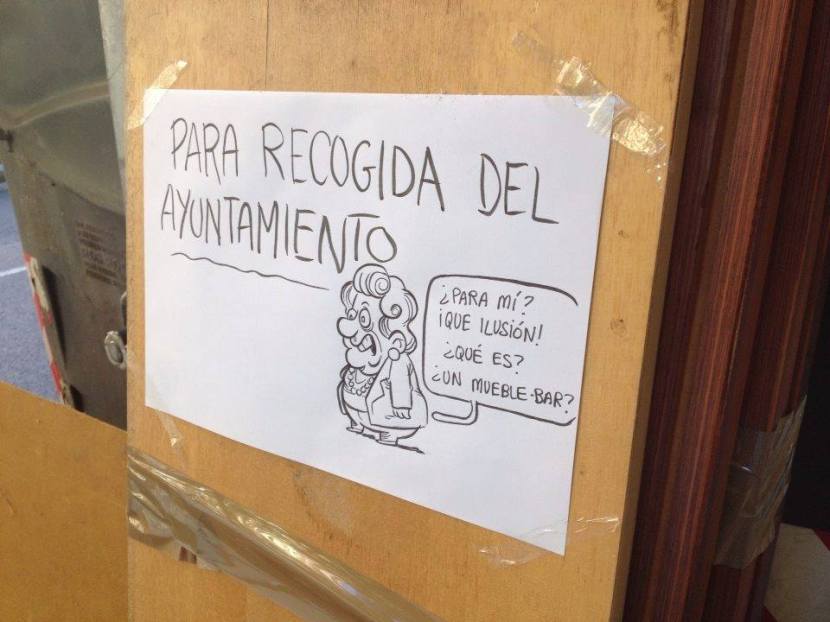 PARA RECOGIDA DEL
AYUNTAMIENTO
¿PARA MÍ?
¡QUE ILUSIÓN!
¿QUÉ ES?
¿UN MUEBLE-BAR?